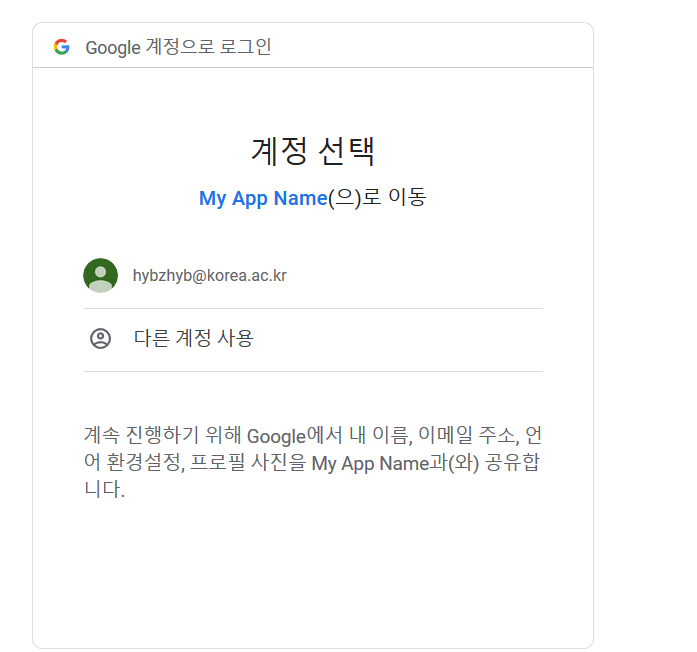 Google 계정으로 로그인
계정 선택
My App Name(으)로 이동
hybzhyb@korea.ac.kr
다른 계정 사용
계속 진행하기 위해 Google에서 내 이름, 이메일 주소, 언
어 환경설정, 프로필 사진을 My App Name과(와) 공유합
니다.